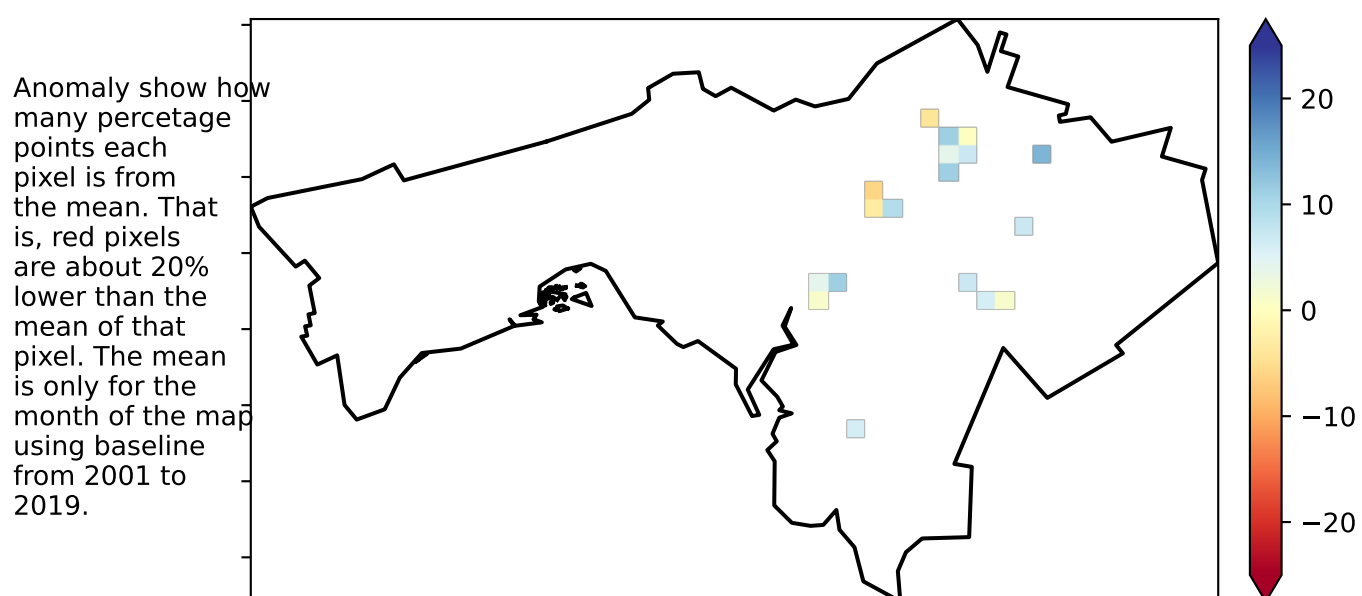 Anomaly show how
many percetage
points each
pixel is from
the mean. That
is, red pixels
are about 20%
lower than the
mean of that
pixel. The mean
is only for the
month of the map
using baseline
from 2001 to
2019.
20
10
0
−10
−20